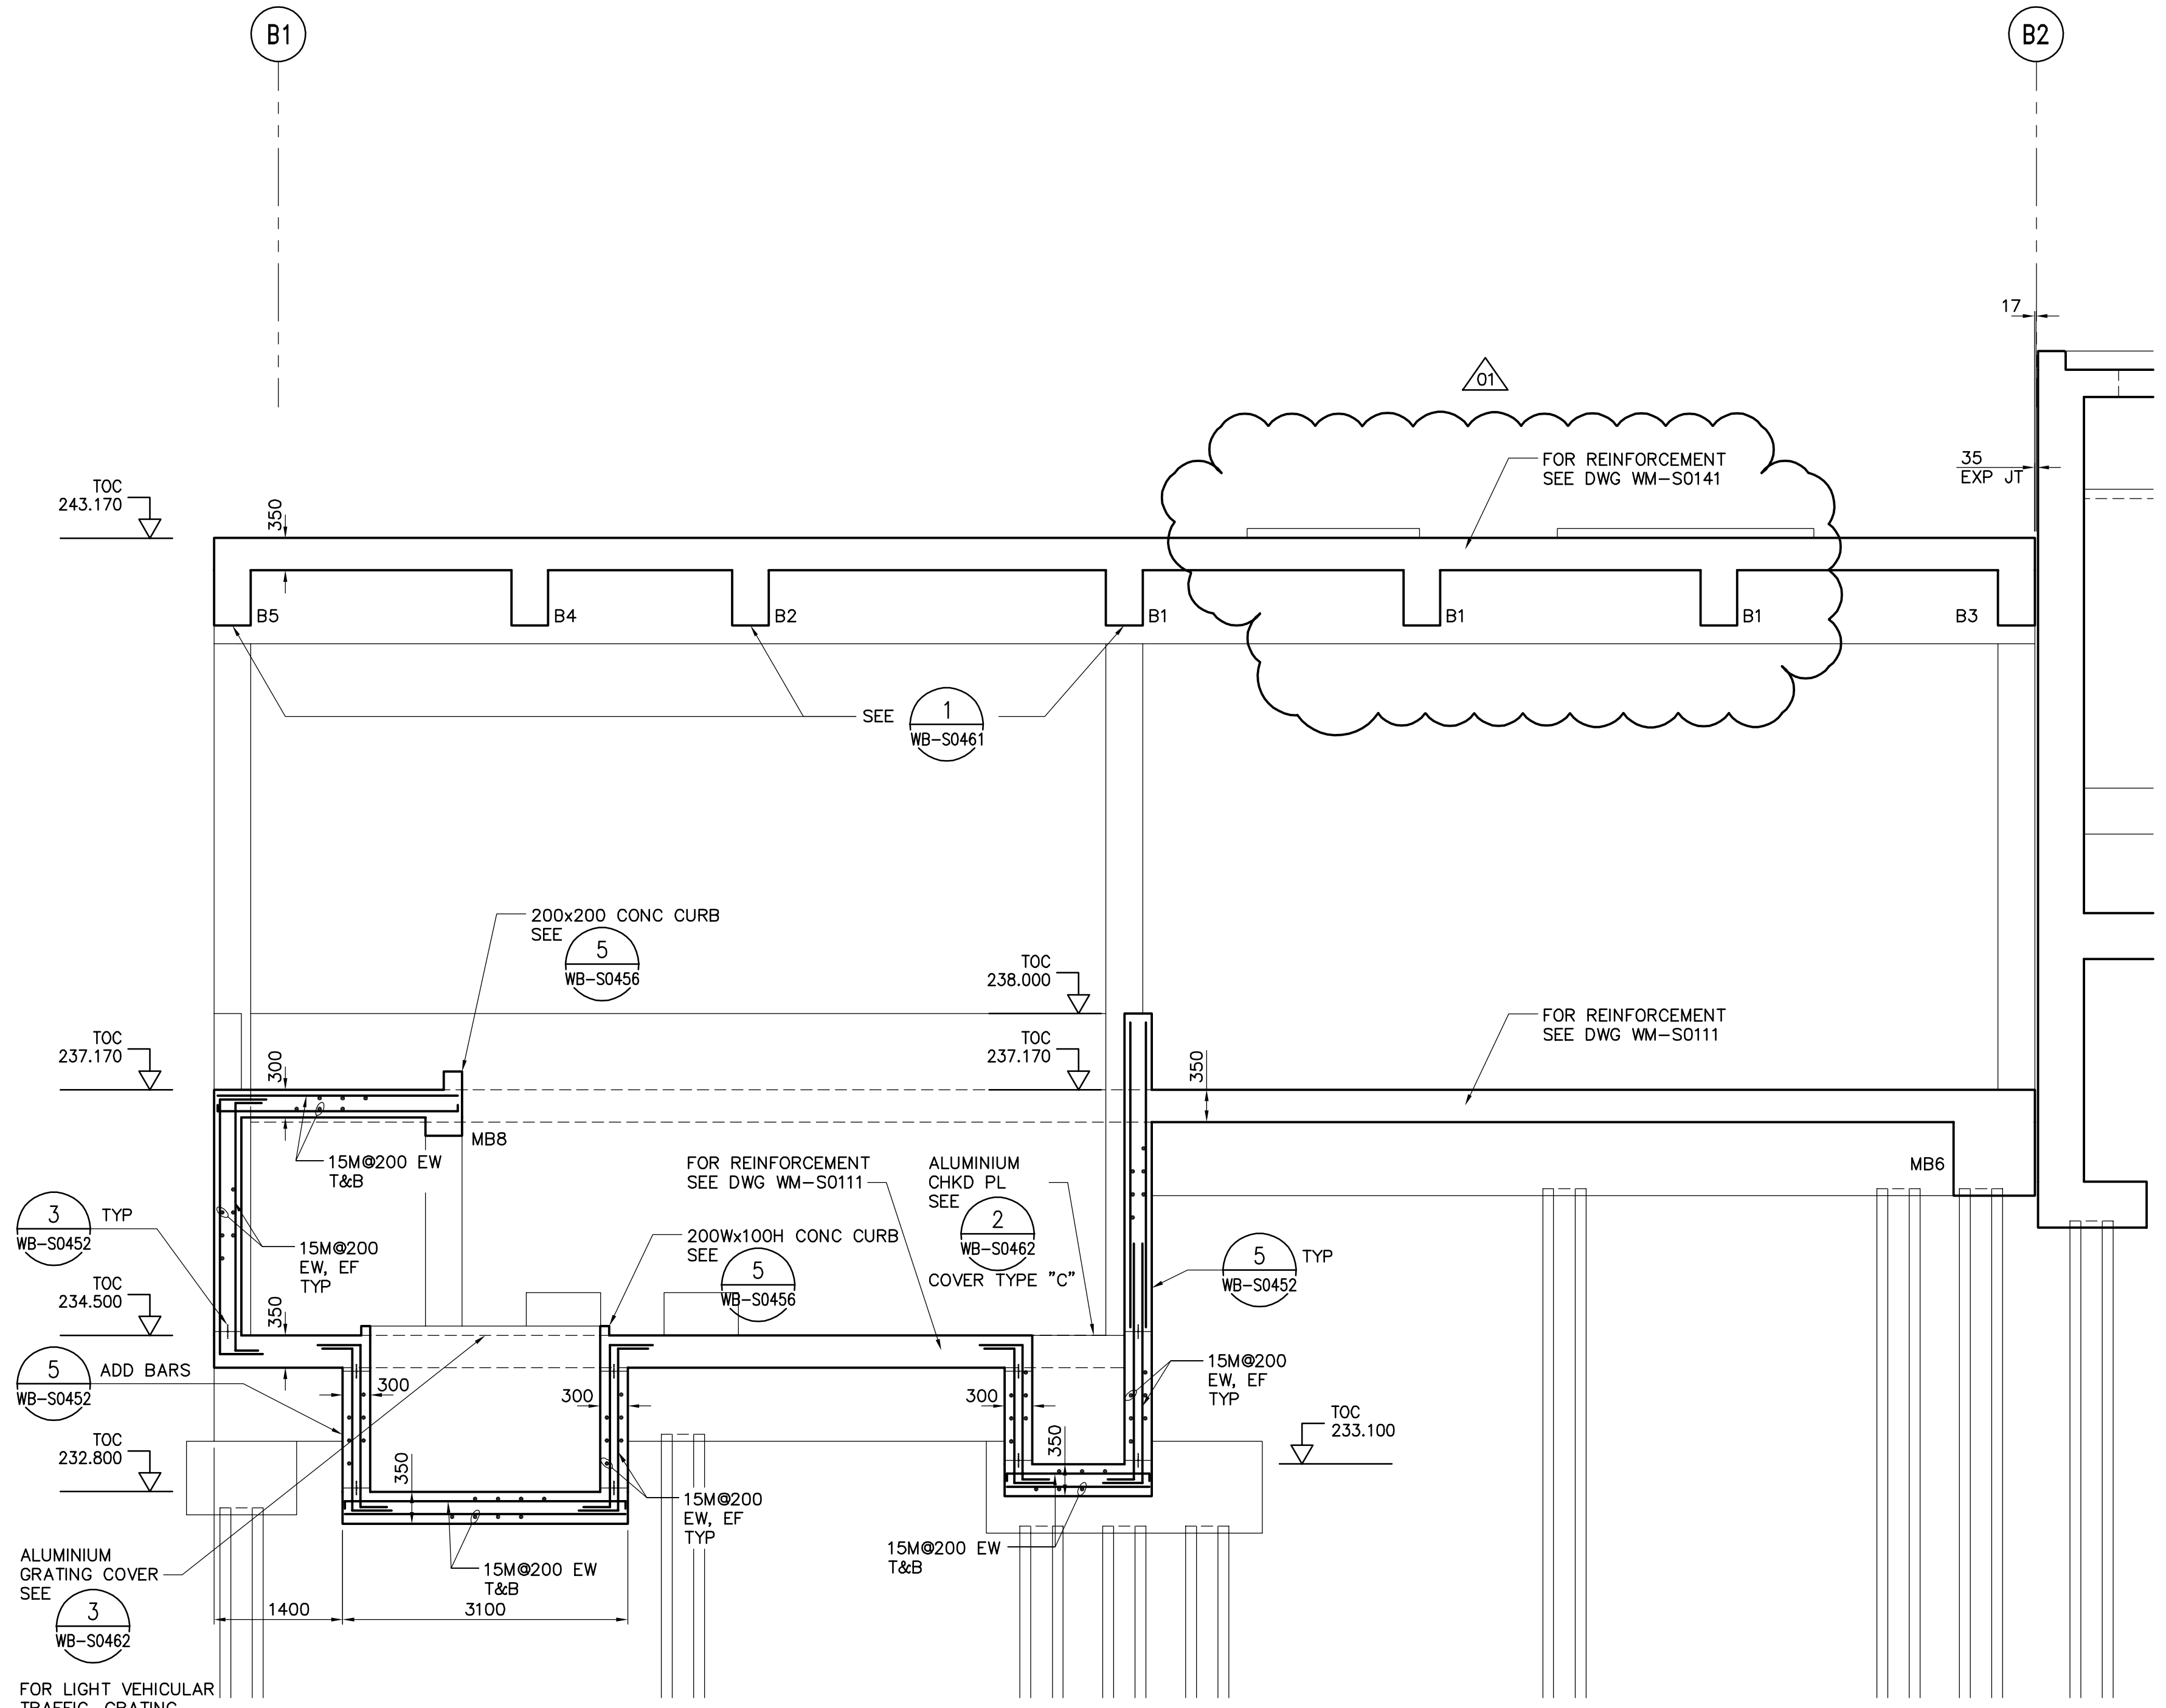 B1
B2
17
01
FOR REINFORCEMENT
SEE DWG WM-S0141
35
EXP JT
TOC
243.170
350
B5
B4
B2
B1
B1
B1
B3
SEE
1
WB-S0461
200x200 CONC CURB
SEE
5
WB-S0456
TOC
238.000
TOC
237.170
300
TOC
237.170
350
FOR REINFORCEMENT
SEE DWG WM-S0111
MB8
15M@200 EW
T&B
FOR REINFORCEMENT
SEE DWG WM-S0111
ALUMINIUM
CHKD PL
SEE
2
WB-S0462
COVER TYPE "C"
MB6
3
WB-S0452
TYP
15M@200
EW, EF
TYP
200Wx100H CONC CURB
SEE
5
WB-S0456
5
WB-S0452
TYP
TOC
234.500
350
5
WB-S0452
ADD BARS
300
300
300
15M@200
EW, EF
TYP
TOC
233.100
TOC
232.800
350
350
15M@200
EW, EF
TYP
15M@200 EW
T&B
15M@200 EW
T&B
ALUMINIUM
GRATING COVER
SEE
3
WB-S0462
1400
3100
FOR LIGHT VEHICULAR
TRAFFIC GRATING